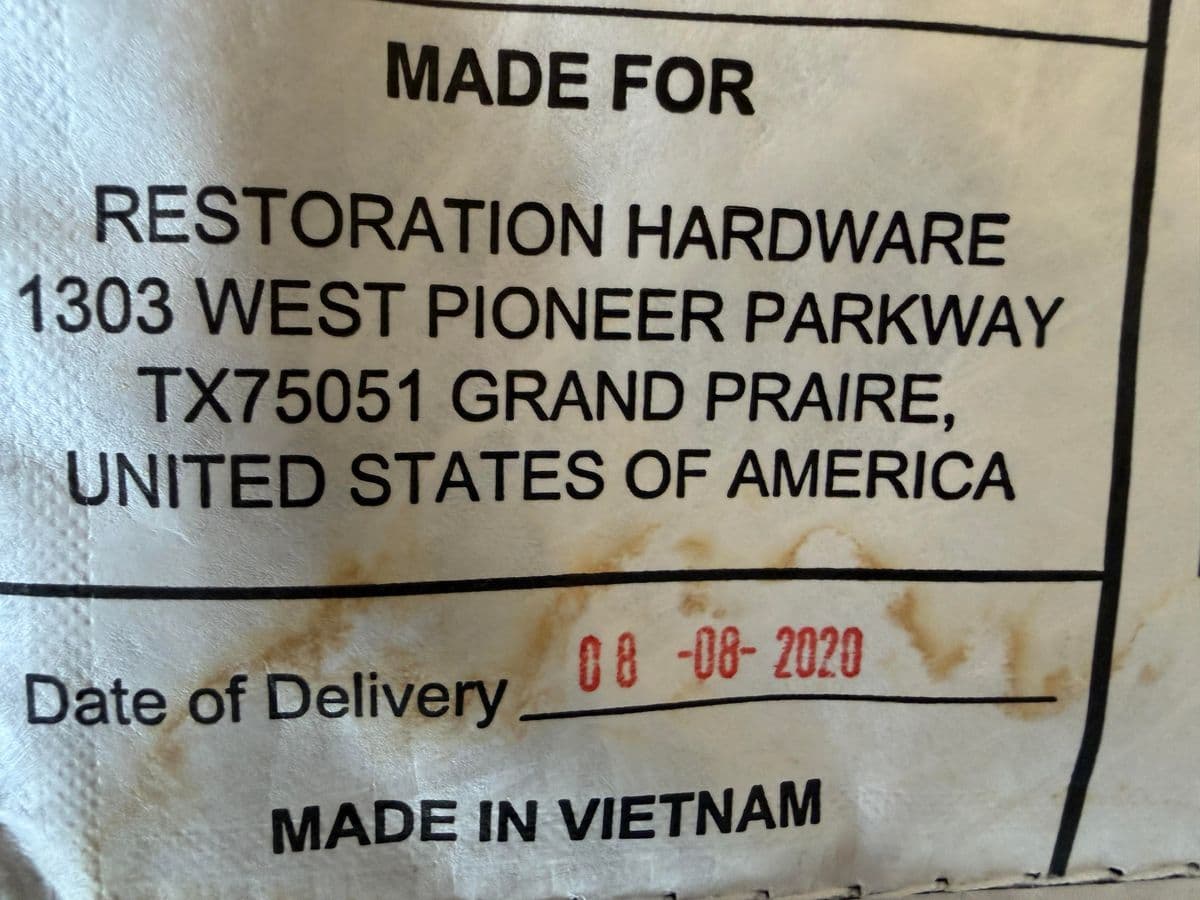 MADE FOR
RESTORATION HARDWARE
1303 WEST PIONEER PARKWAY
TX75051 GRAND PRAIRE,
UNITED STATES OF AMERICA
Date of Delivery 08 -08- 2020
MADE IN VIETNAM